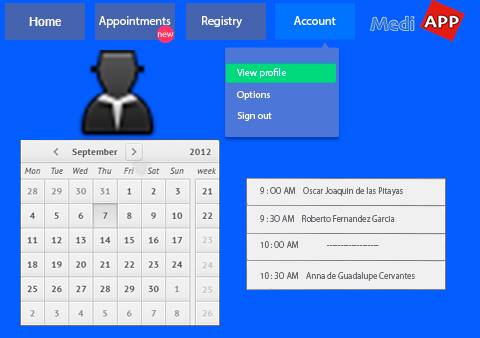 Home Appointments Registry Account Medi APP
new
View profile
Options
Sign out
September 2012
Mon Tue Wed Thu Fri Sat Sun week
28 29 30 31 1 2 3 21
4 5 6 7 8 9 10 22
11 12 13 14 15 16 17 23
18 19 20 21 22 23 24 24
25 26 27 28 29 30 1 25
2 3 4 5 6 7 8 26
9 : 00 AM Oscar Joaquin de las Pitayas
9 : 30 AM Roberto Fernandez Garcia
10 : 00 AM -------------------
10 : 30 AM Anna de Guadalupe Cervantes